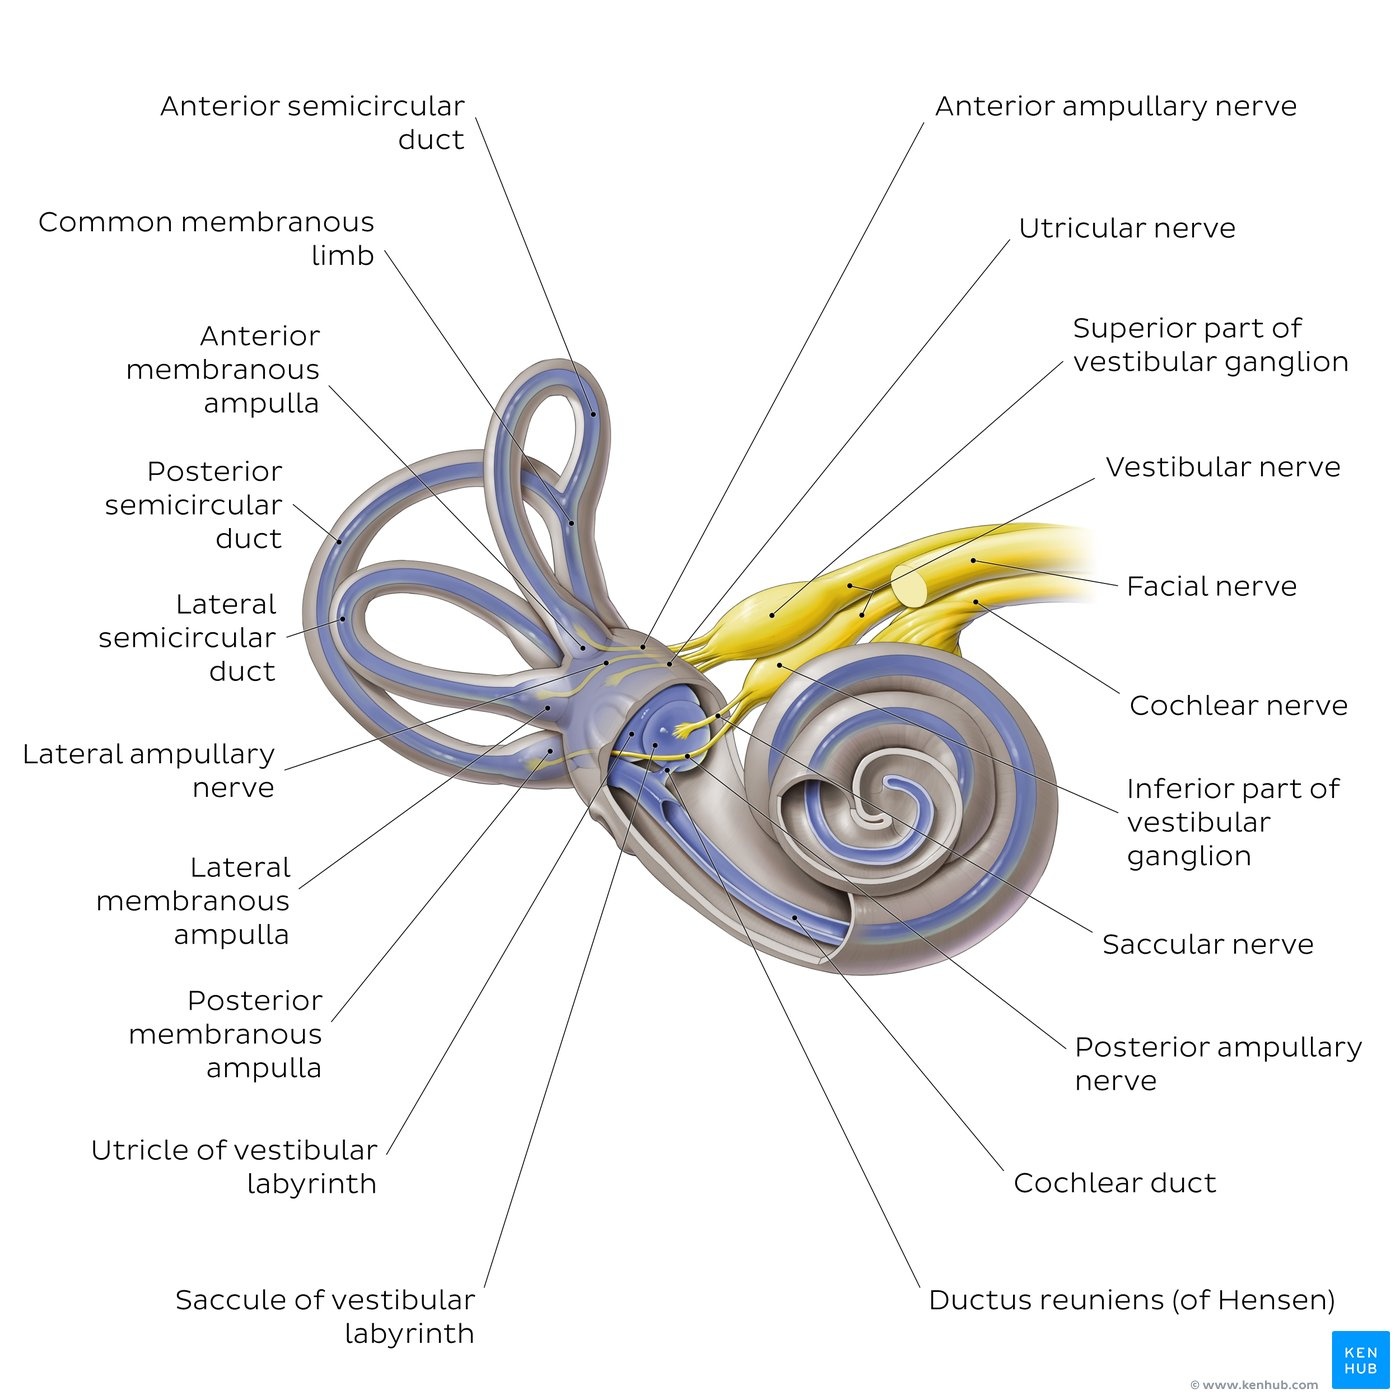 Anterior semicircular
duct
Common membranous
limb
Anterior
membranous
ampulla
Posterior
semicircular
duct
Lateral
semicircular
duct
Lateral ampullary
nerve
Lateral
membranous
ampulla
Posterior
membranous
ampulla
Utricle of vestibular
labyrinth
Saccule of vestibular
labyrinth
Anterior ampullary nerve
Utricular nerve
Superior part of
vestibular ganglion
Vestibular nerve
Facial nerve
Cochlear nerve
Inferior part of
vestibular
ganglion
Saccular nerve
Posterior ampullary
nerve
Cochlear duct
Ductus reuniens (of Hensen)
KEN
HUB
© www.kenhub.com